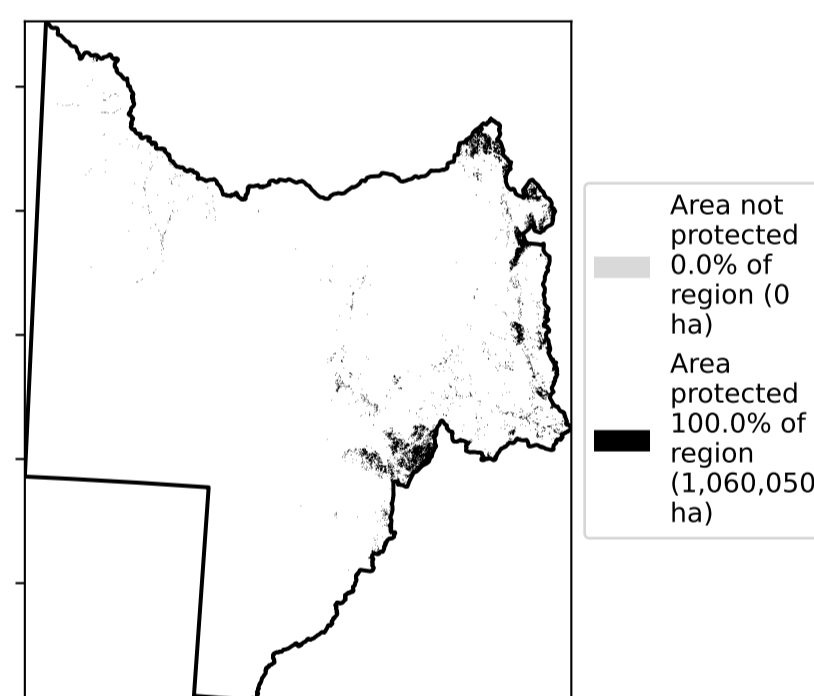 Area not
protected
0.0% of
region (0
ha)
Area
protected
100.0% of
region
(1,060,050
ha)